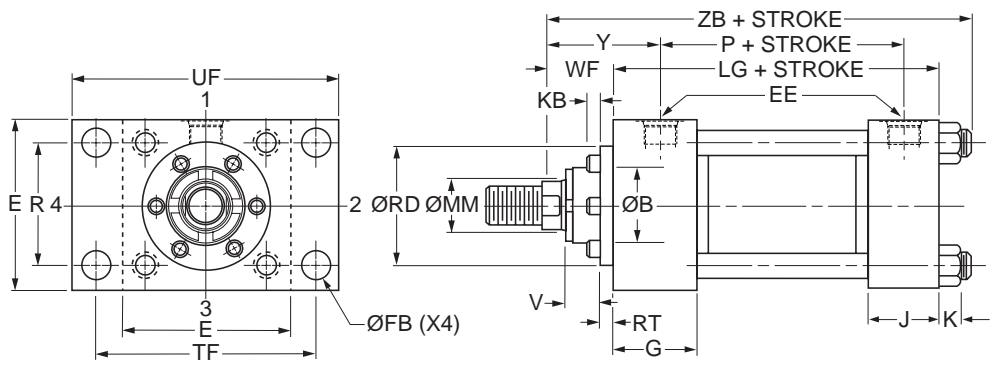 ZB + STROKE
Y
P + STROKE
UF
WF
LG + STROKE
1
KB
EE
E
R
4
2
ØRD
ØMM
ØB
3
V
RT
ØFB (X4)
E
J
K
TF
G